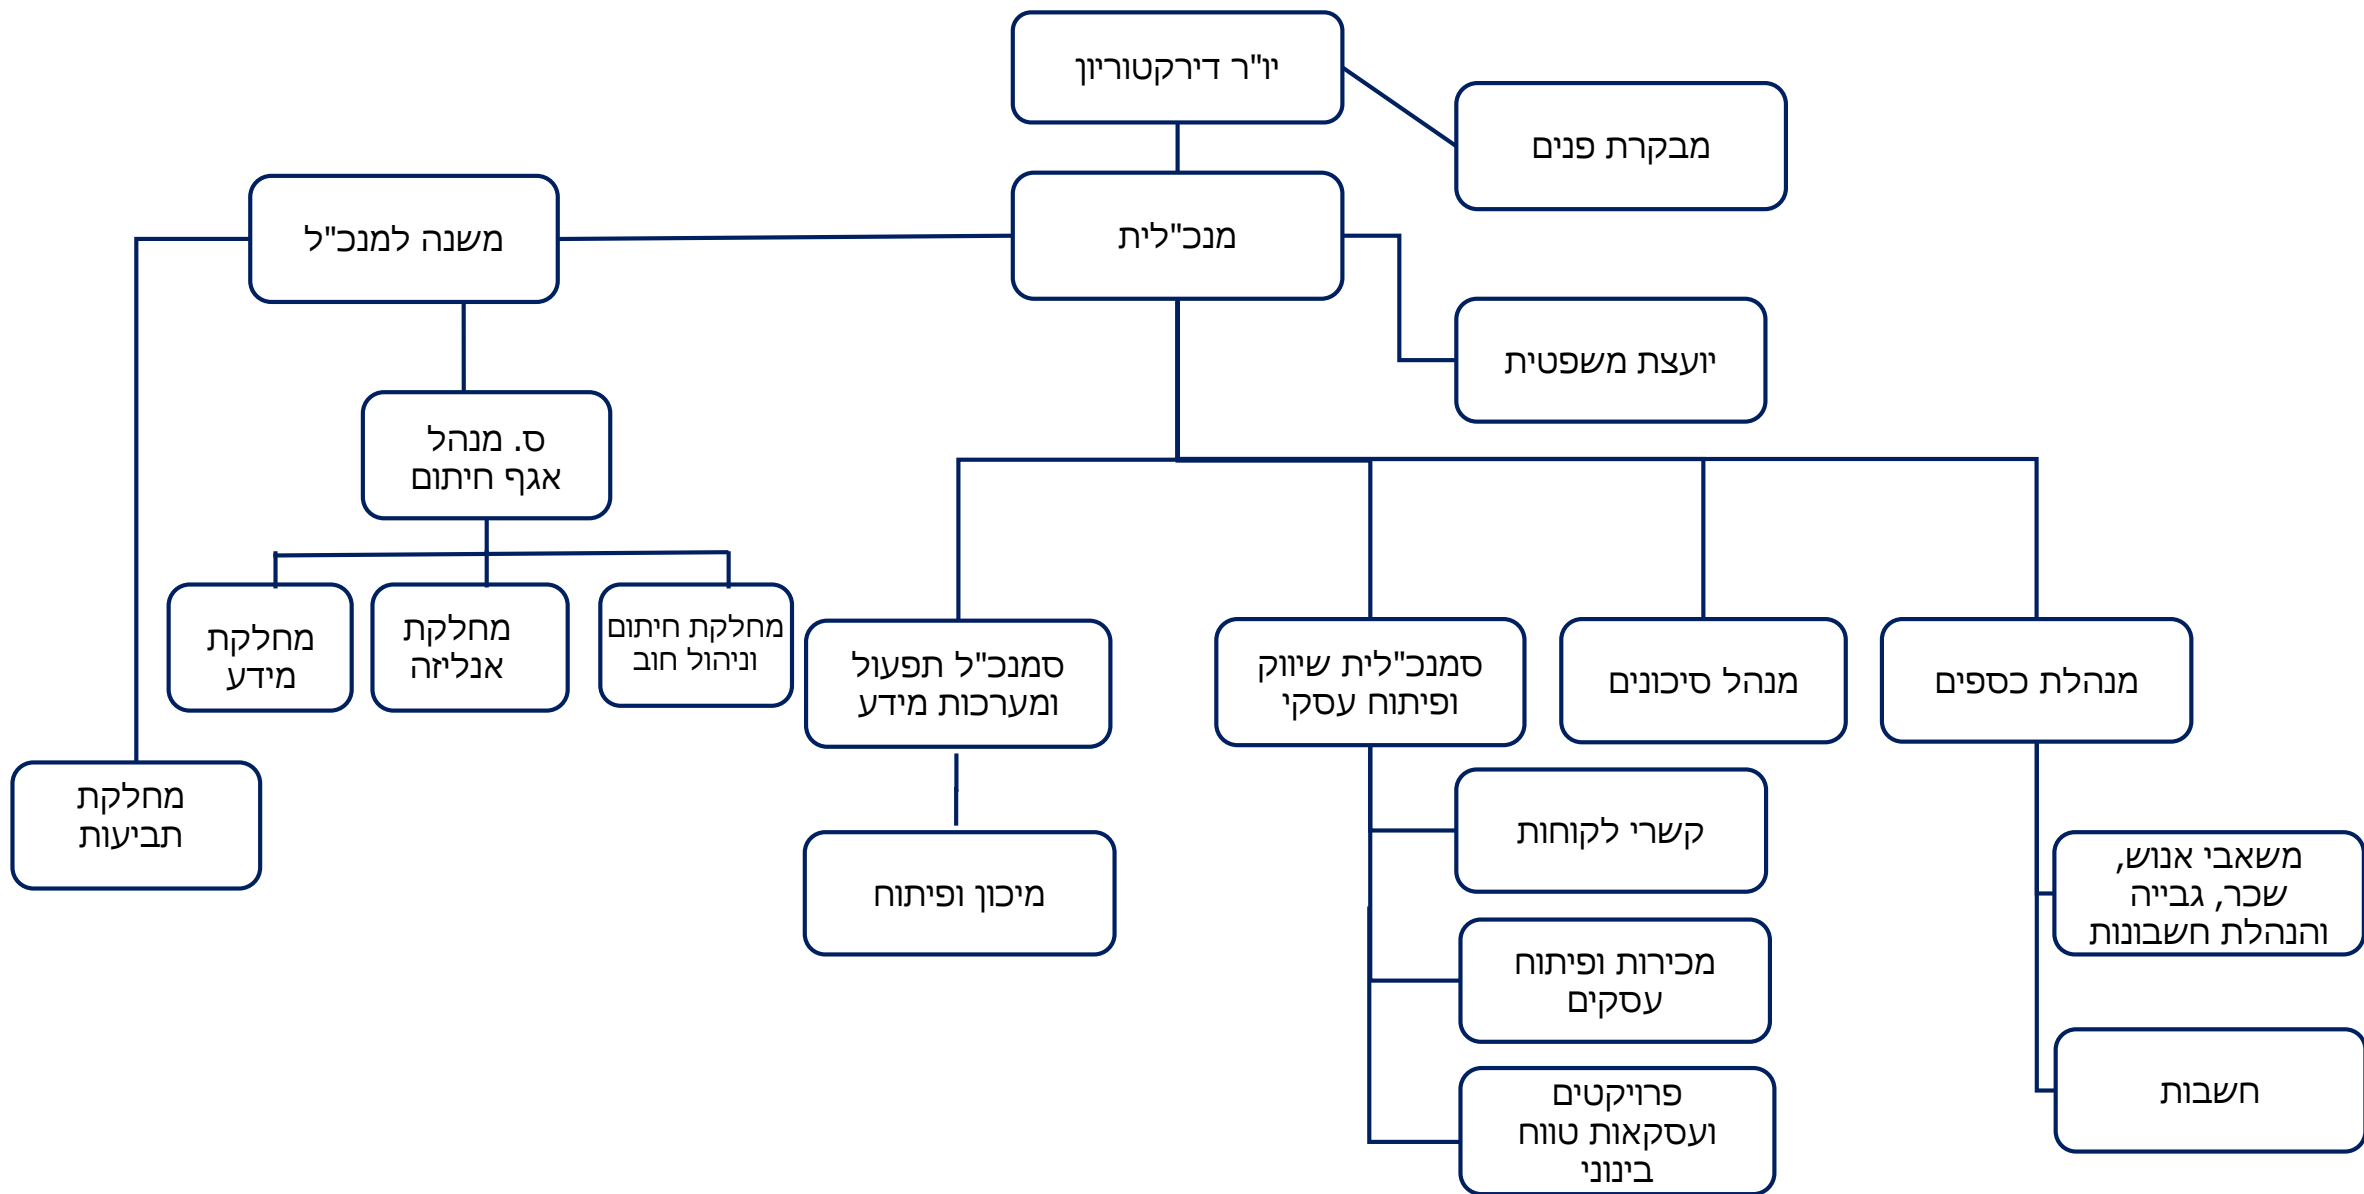 יו"ר דירקטוריון
מבקרת פנים
מנכ"לית
משנה למנכ"ל
יועצת משפטית
ס. מנהל
אגף חיתום
מחלקת חיתום
וניהול חוב
מחלקת
אנליזה
מחלקת
מידע
מנהלת כספים
מנהל סיכונים
סמנכ"לית שיווק
ופיתוח עסקי
סמנכ"ל תפעול
ומערכות מידע
מחלקת
תביעות
קשרי לקוחות
משאבי אנוש,
שכר, גבייה
והנהלת חשבונות
מיכון ופיתוח
מכירות ופיתוח
עסקים
חשבות
פרויקטים
ועסקאות טווח
בינוני